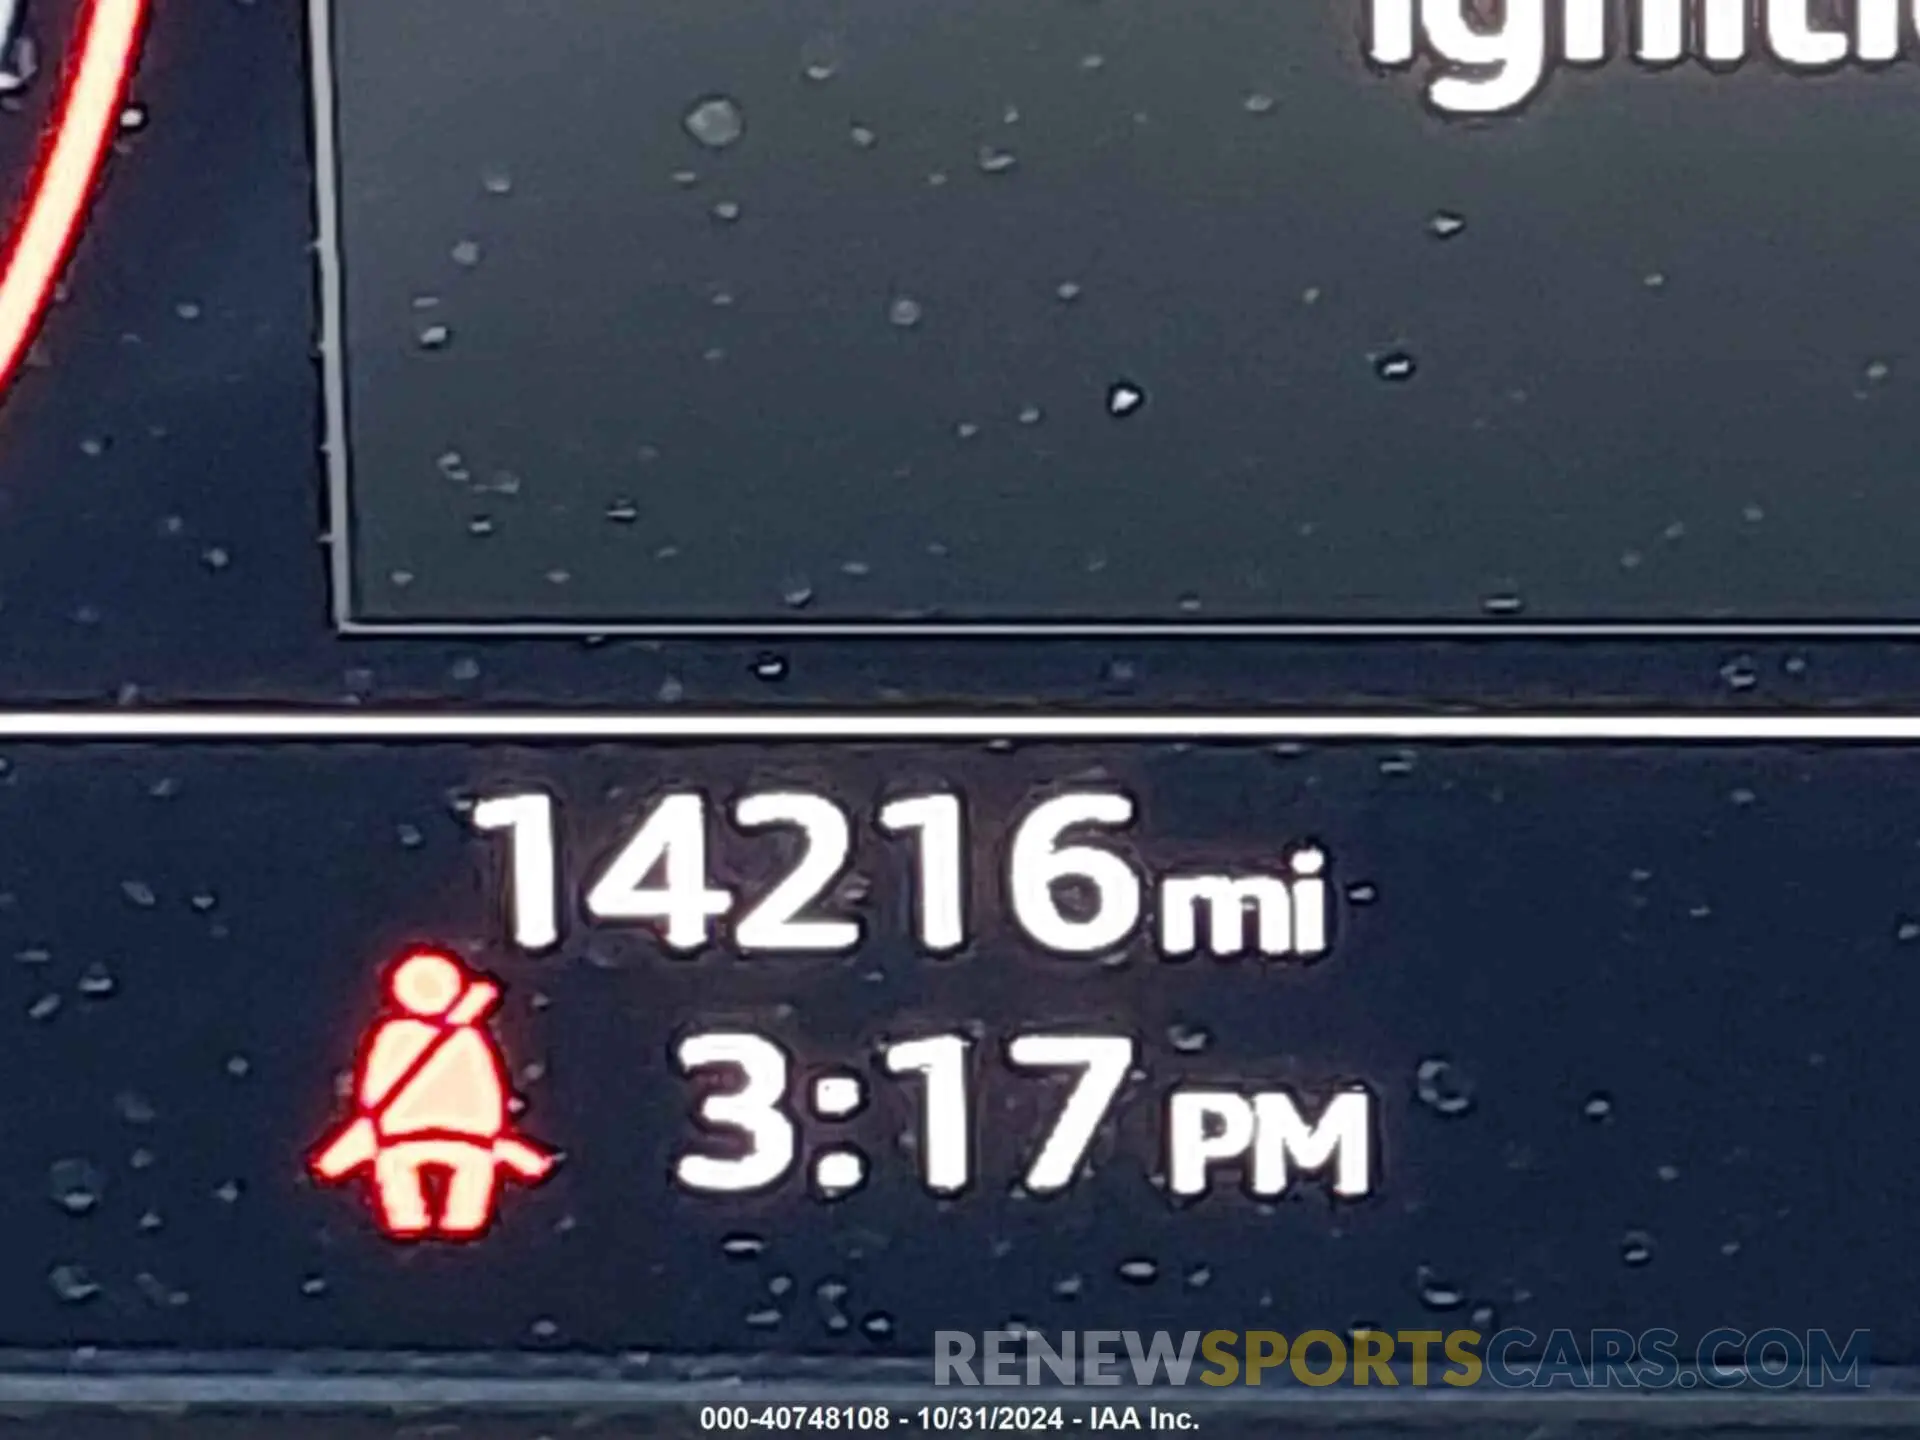 14216mi
3:17 PM
RENEWSPORTSCARS.COM
000-40748108 - 10/31/2024 - IAA Inc.